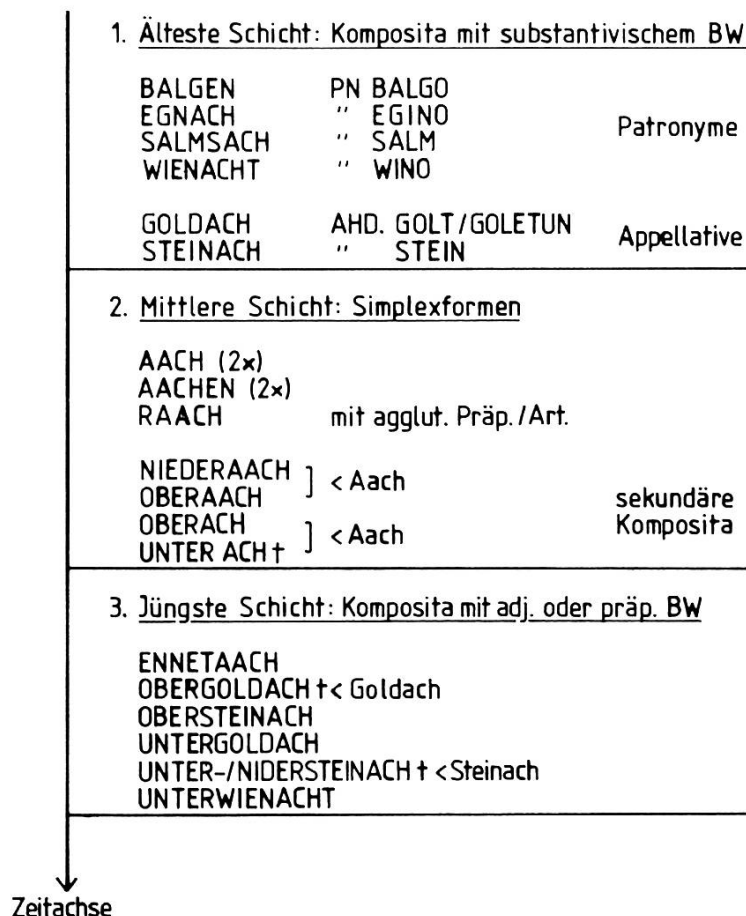 1. Älteste Schicht: Komposita mit substantivischem BW
BALGEN PN BALGO
EGNACH " EGINO
SALMSACH " SALM Patronyme
WIENACHT " WINO
GOLDACH AHD. GOLT/GOLETUN
STEINACH " STEIN Appellative
2. Mittlere Schicht: Simplexformen
AACH (2x)
AACHEN (2x)
RAACH mit agglut. Präp./Art.
NIEDERAACH ] < Aach
OBERAACH sekundäre
OBERACH ] < Aach Komposita
UNTER ACH †
3. Jüngste Schicht: Komposita mit adj. oder präp. BW
ENNETAACH
OBERGOLDACH † < Goldach
OBERSTEINACH
UNTERGOLDACH
UNTER-/NIDERSTEINACH † < Steinach
UNTERWIENACHT
Zeitachse